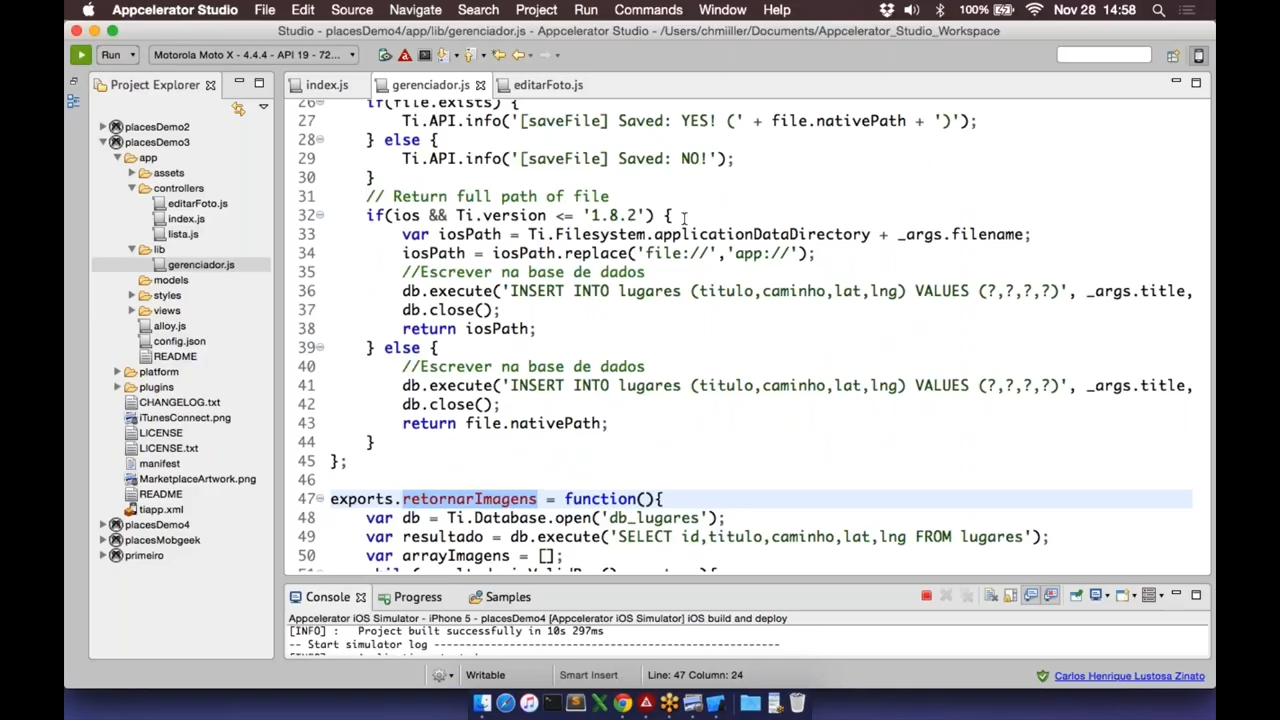 Appcelerator Studio File Edit Source Navigate Search Project Run Commands Window Help 100% Nov 28 14:58
Studio - placesDemo4/app/lib/gerenciador.js - Appcelerator Studio - /Users/chmiller/Documents/Appcelerator_Studio_Workspace
Run Motorola Moto X - 4.4.4 - API 19 - 72...
Project Explorer
index.js gerenciador.js editarFoto.js
placesDemo2
placesDemo3
app
assets
controllers
editarFoto.js
index.js
lista.js
lib
gerenciador.js
models
styles
views
alloy.js
config.json
README
platform
plugins
CHANGELOG.txt
iTunesConnect.png
LICENSE
LICENSE.txt
manifest
MarketplaceArtwork.png
README
tiapp.xml
placesDemo4
placesMobgeek
primeiro
26 if(file.exists) {
27 Ti.API.info('[saveFile] Saved: YES! (' + file.nativePath + ')');
28 } else {
29 Ti.API.info('[saveFile] Saved: NO!');
30 }
31 // Return full path of file
32 if(ios && Ti.version <= '1.8.2') {
33 var iosPath = Ti.Filesystem.applicationDataDirectory + _args.filename;
34 iosPath = iosPath.replace('file://','app://');
35 //Escrever na base de dados
36 db.execute('INSERT INTO lugares (titulo,caminho,lat,lng) VALUES (?,?,?,?)', _args.title,
37 db.close();
38 return iosPath;
39 } else {
40 //Escrever na base de dados
41 db.execute('INSERT INTO lugares (titulo,caminho,lat,lng) VALUES (?,?,?,?)', _args.title,
42 db.close();
43 return file.nativePath;
44 }
45 };
46
47 exports.retornarImagens = function(){
48 var db = Ti.Database.open('db_lugares');
49 var resultado = db.execute('SELECT id,titulo,caminho,lat,lng FROM lugares');
50 var arrayImagens = [];
Console Progress Samples
Appcelerator iOS Simulator - iPhone 5 - placesDemo4 [Appcelerator iOS Simulator] iOS build and deploy
[INFO] : Project built successfully in 10s 297ms
-- Start simulator log ------------------------------------------
Writable Smart Insert Line: 47 Column: 24 Carlos Henrique Lustosa Zinato